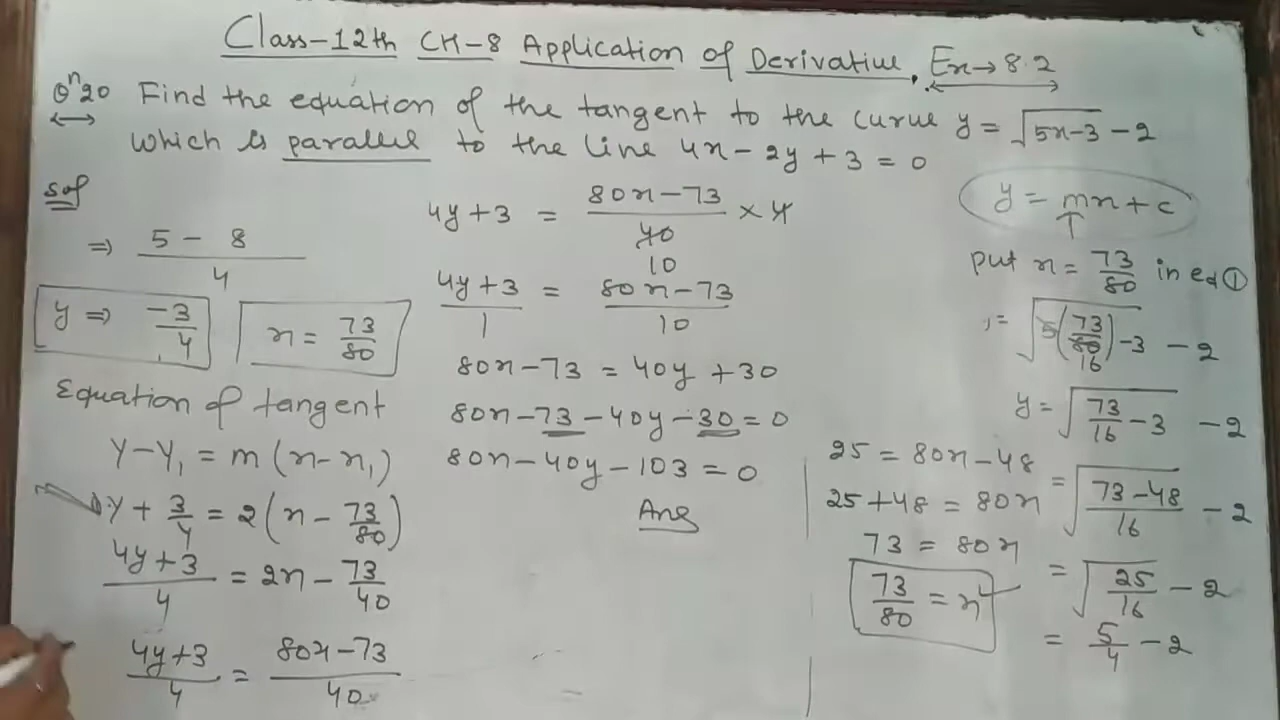 Class-12th CH-8 Application of Derivative, Ex→8.2
Qⁿ20 Find the equation of the tangent to the curve y = √(5x-3) - 2
which is parallel to the line 4x - 2y + 3 = 0
Sol
⇒ (5 - 8)/4
y ⇒ -3/4
x = 73/80
Equation of tangent
y - y₁ = m(x - x₁)
y + 3/4 = 2(x - 73/80)
(4y+3)/4 = 2x - 73/40
(4y+3)/4 = (80x-73)/40
4y+3 = (80x-73)/40 × 4
10
(4y+3)/1 = (80x-73)/10
80x-73 = 40y+30
80x-73-40y-30=0
80x-40y-103=0
Ans
25 = 80x-48
25+48 = 80x
73 = 80x
73/80 = x
y = mx+c
↑
put x = 73/80 in eq ①
= √(5(73/80)-3) - 2
16
y = √(73/16 - 3) - 2
= √((73-48)/16) - 2
= √(25/16) - 2
= 5/4 - 2